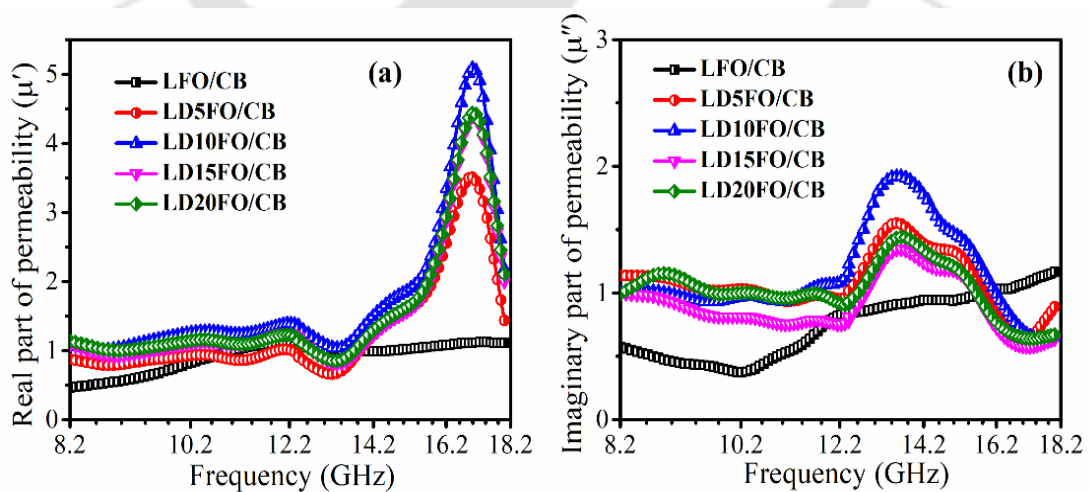 Real part of permeability (μ′)
5
4
3
2
1
0
LFO/CB
LD5FO/CB
LD10FO/CB
LD15FO/CB
LD20FO/CB
(a)
8.2 10.2 12.2 14.2 16.2 18.2
Frequency (GHz)
Imaginary part of permeability (μ″)
3
2
1
0
LFO/CB
LD5FO/CB
LD10FO/CB
LD15FO/CB
LD20FO/CB
(b)
8.2 10.2 12.2 14.2 16.2 18.2
Frequency (GHz)